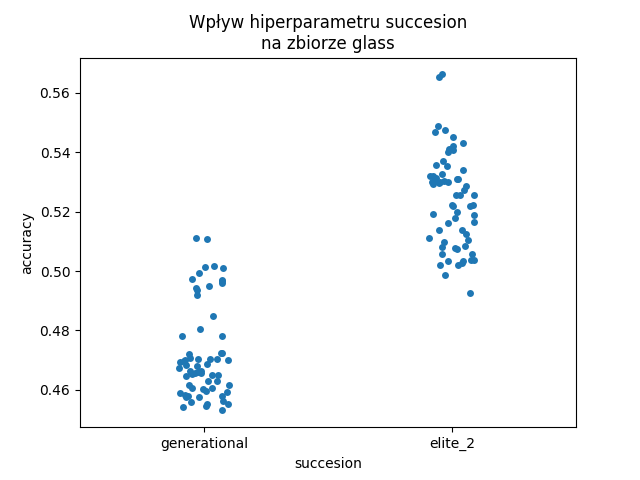 Wpływ hiperparametru succesion
na zbiorze glass
accuracy
0.56
0.54
0.52
0.50
0.48
0.46
generational elite_2
succesion